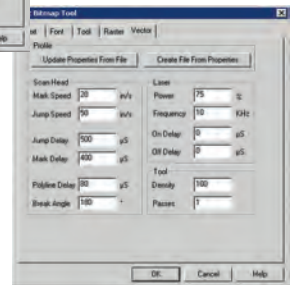 Bitmap Tool
Font Tool Raster Vector
Profile
Update Properties From File Create File From Properties
Scan Head Laser
Mark Speed 20 in/s Power 75 %
Jump Speed 50 in/s Frequency 10 KHz
Jump Delay 500 µS On Delay 0 µS
Mark Delay 400 µS Off Delay 0 µS
Tool
Polyline Delay 80 µS Density 100
Break Angle 180 ° Passes 1
OK Cancel Help